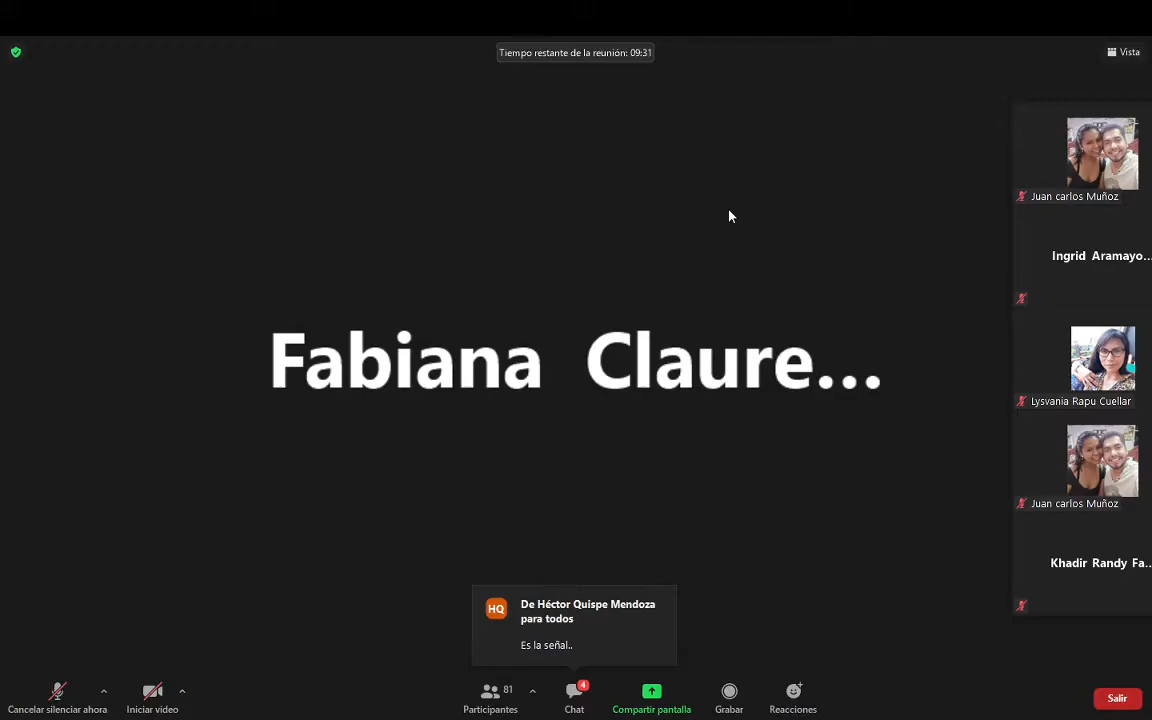 Tiempo restante de la reunión: 09:31
Vista
Juan carlos Muñoz
Ingrid Aramayo...
Lysvania Rapu Cuellar
Juan carlos Muñoz
Khadir Randy Fa...
Fabiana Claure...
HQ
De Héctor Quispe Mendoza
para todos
Es la señal..
Cancelar silenciar ahora
Iniciar video
81
Participantes
4
Chat
Compartir pantalla
Grabar
Reacciones
Salir